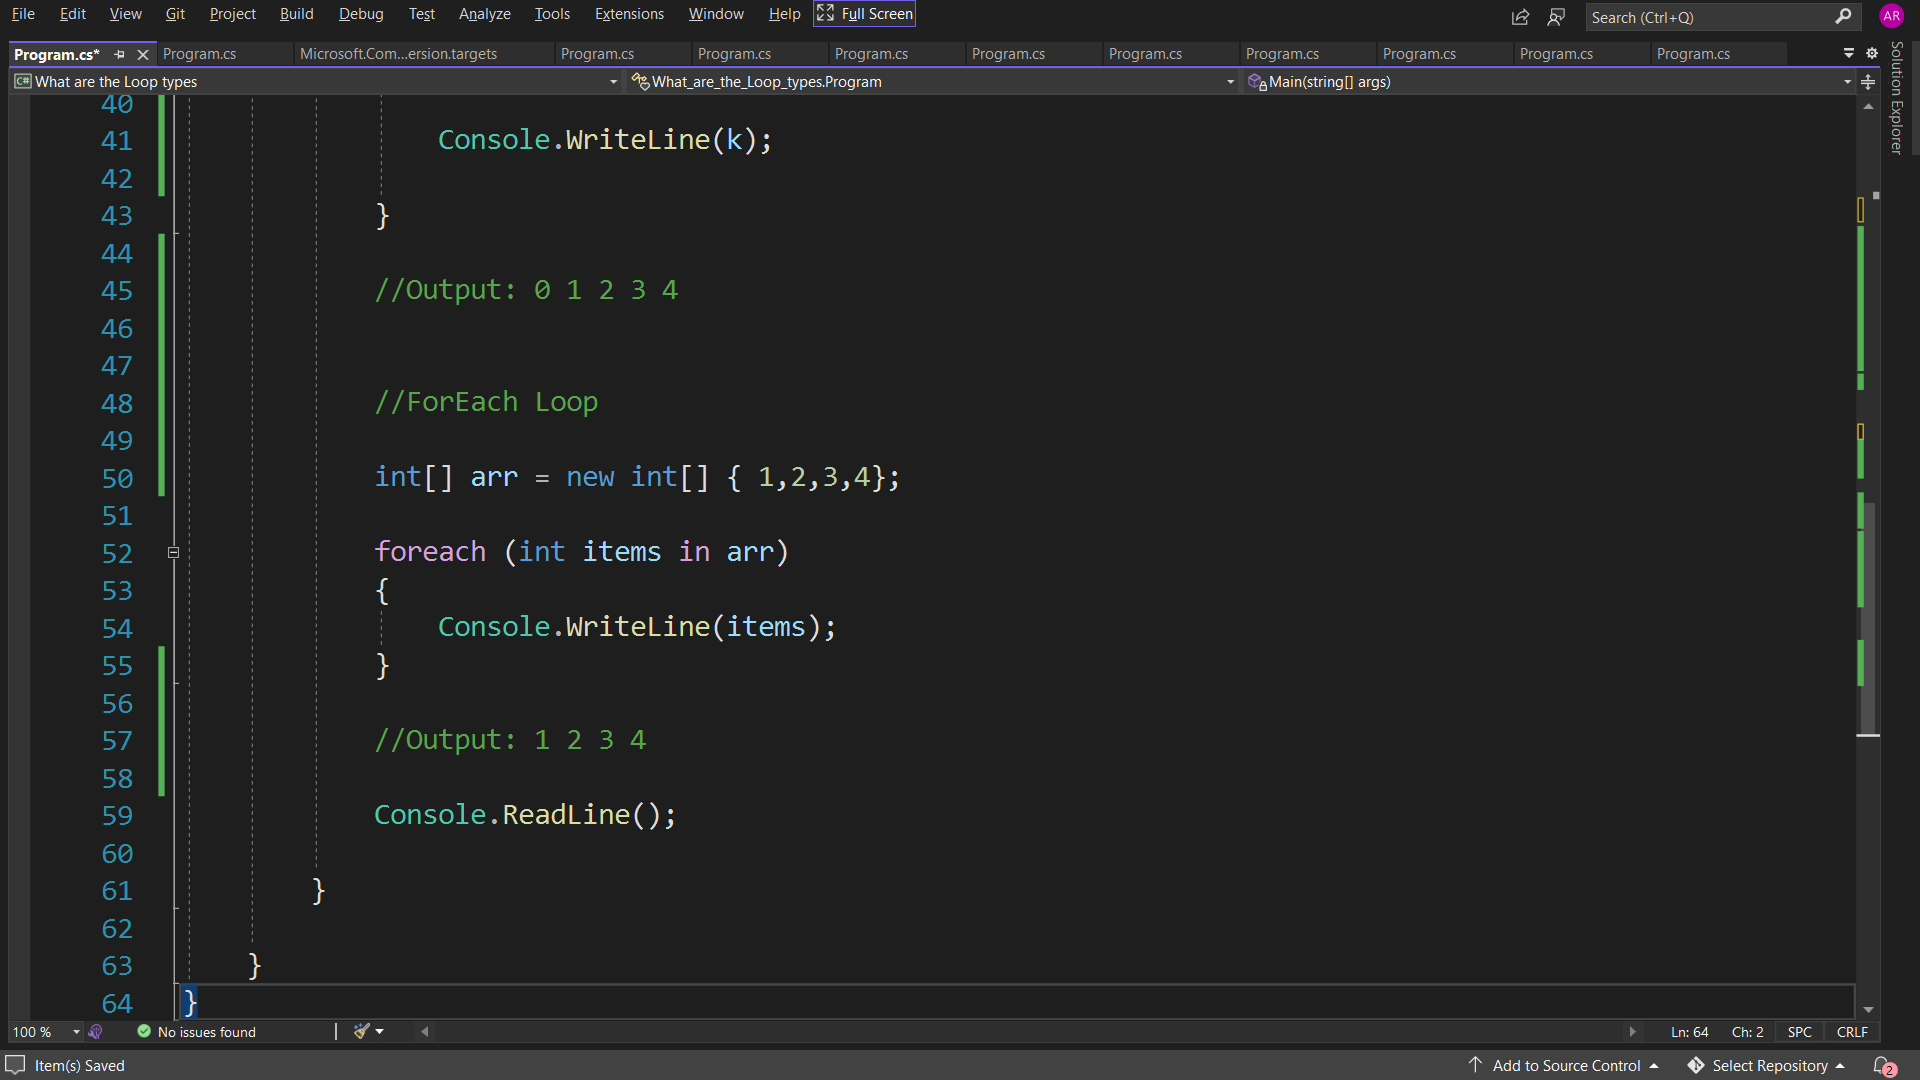 File Edit View Git Project Build Debug Test Analyze Tools Extensions Window Help Full Screen Search (Ctrl+Q) AR
Program.cs* Program.cs Microsoft.Com...ersion.targets Program.cs Program.cs Program.cs Program.cs Program.cs Program.cs Program.cs Program.cs Program.cs
C# What are the Loop types What_are_the_Loop_types.Program Main(string[] args)
Solution Explorer
40
41 Console.WriteLine(k);
42
43 }
44
45 //Output: 0 1 2 3 4
46
47
48 //ForEach Loop
49
50 int[] arr = new int[] { 1,2,3,4};
51
52 foreach (int items in arr)
53 {
54 Console.WriteLine(items);
55 }
56
57 //Output: 1 2 3 4
58
59 Console.ReadLine();
60
61 }
62
63 }
64 }
100 % No issues found Ln: 64 Ch: 2 SPC CRLF
Item(s) Saved Add to Source Control Select Repository 2